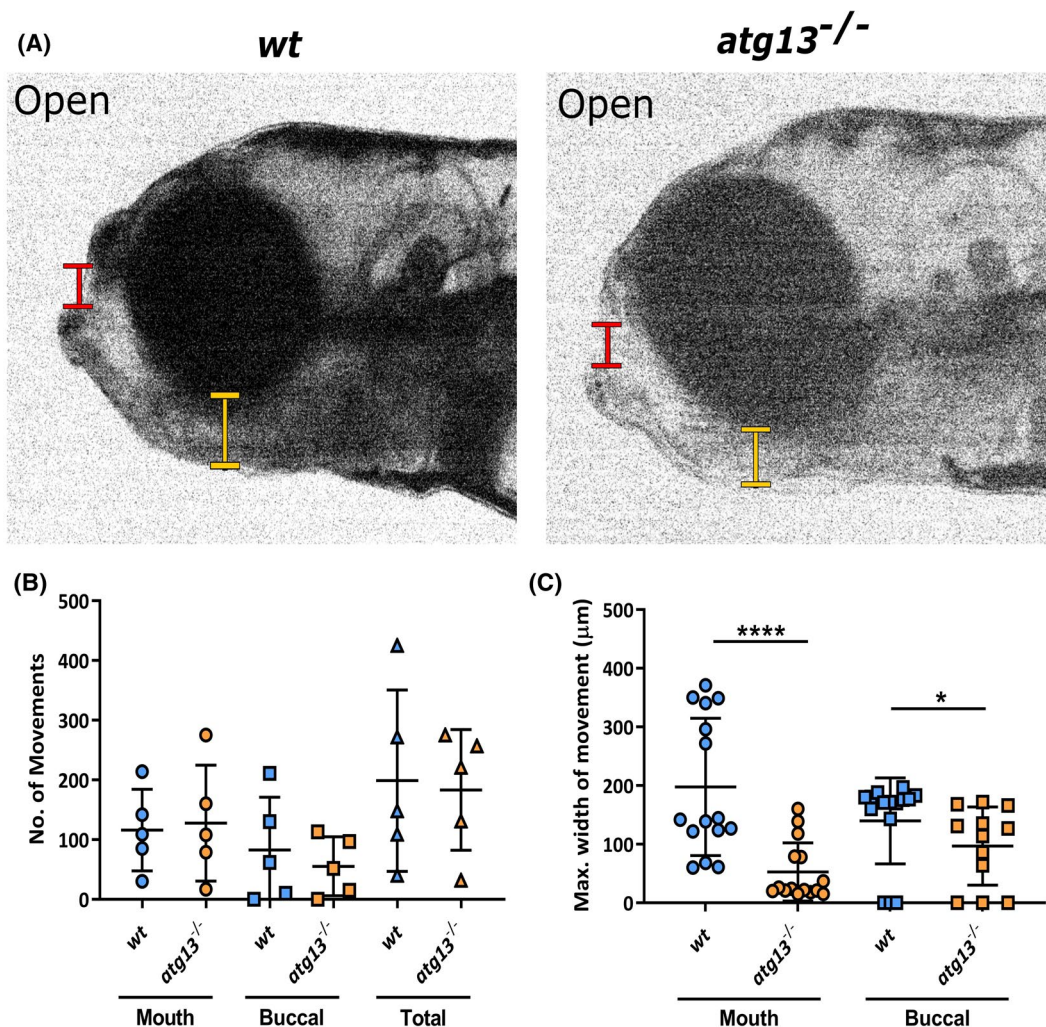 (A)
wt
atg13-/-
Open
Open
(B)
No. of Movements
500
400
300
200
100
0
wt
atg13-/-
wt
atg13-/-
wt
atg13-/-
Mouth
Buccal
Total
(C)
Max. width of movement (μm)
500
400
300
200
100
0
****
*
wt
atg13-/-
wt
atg13-/-
Mouth
Buccal